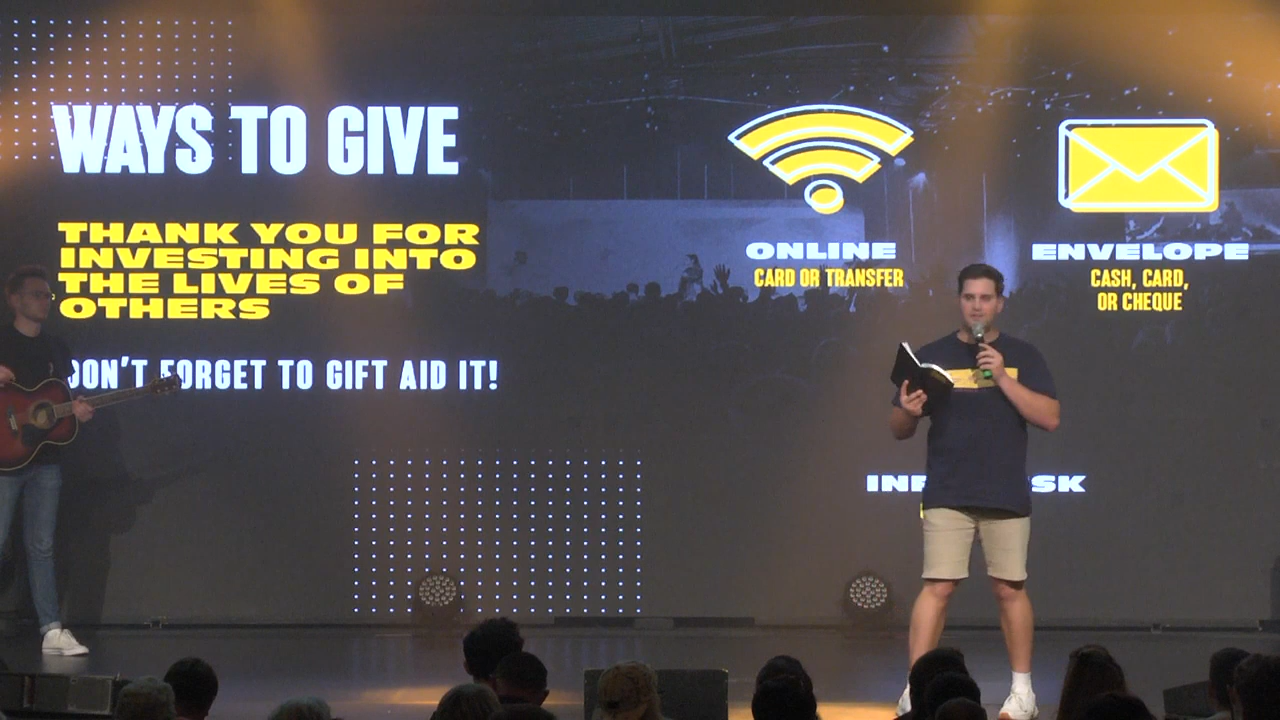 WAYS TO GIVE
THANK YOU FOR
INVESTING INTO
THE LIVES OF
OTHERS
DON'T FORGET TO GIFT AID IT!
ONLINE
CARD OR TRANSFER
ENVELOPE
CASH, CARD,
OR CHEQUE